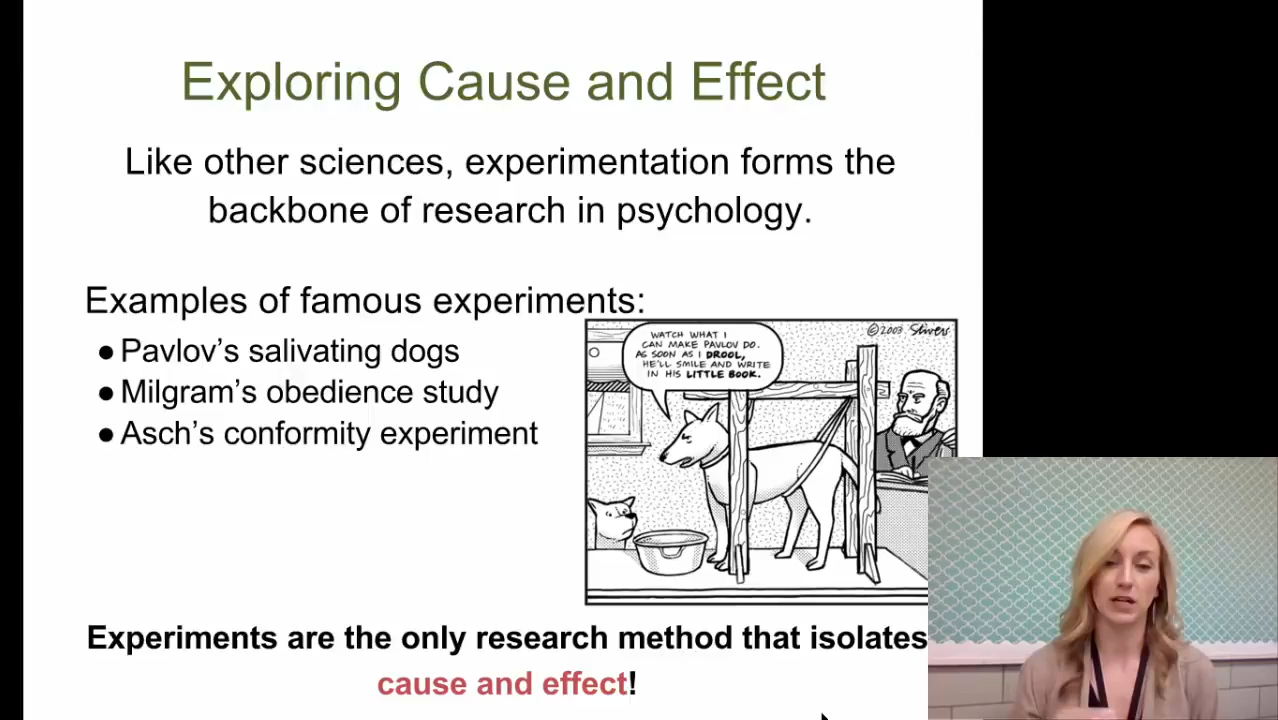 Exploring Cause and Effect
Like other sciences, experimentation forms the
backbone of research in psychology.
Examples of famous experiments:
●Pavlov’s salivating dogs
●Milgram’s obedience study
●Asch’s conformity experiment
©2003 Stivers
WATCH WHAT I
CAN MAKE PAVLOV DO.
AS SOON AS I DROOL,
HE'LL SMILE AND WRITE
IN HIS LITTLE BOOK.
Experiments are the only research method that isolates
cause and effect!